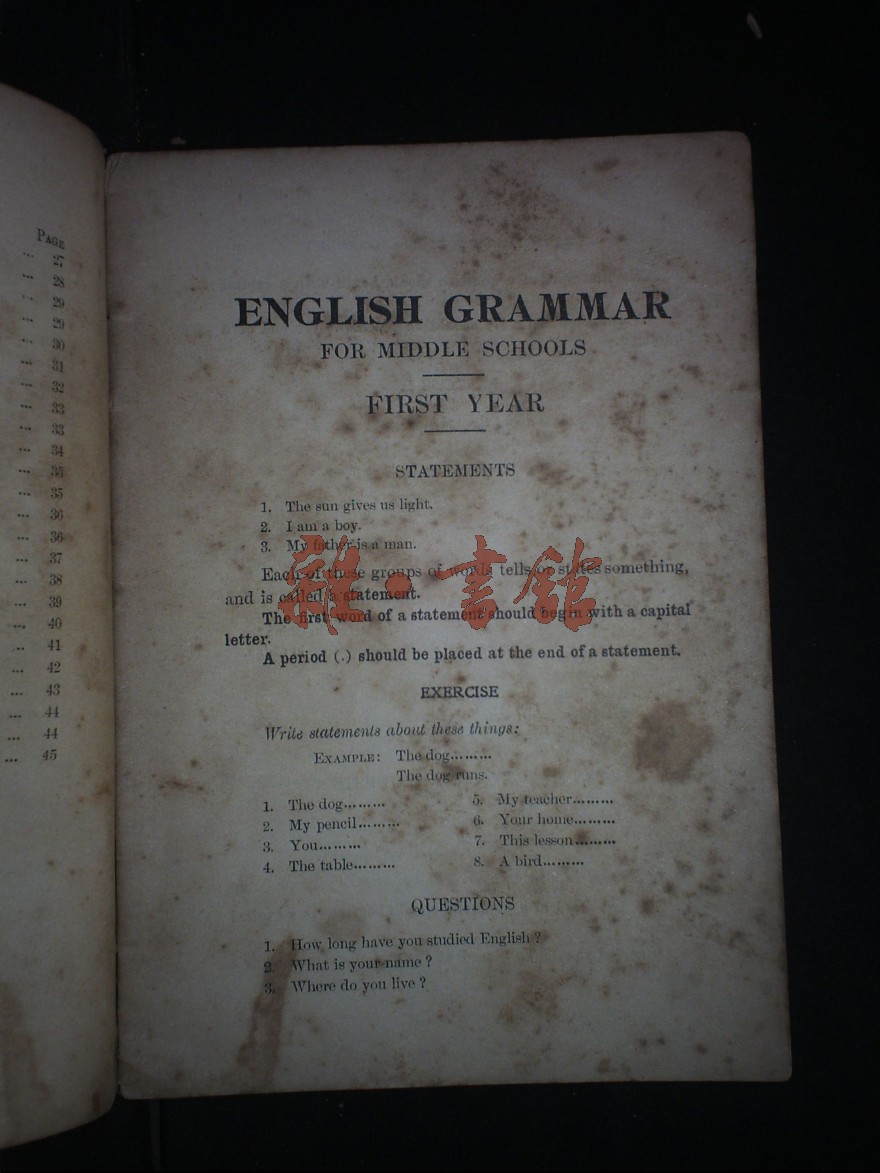 PAGE
... 27
... 28
... 29
... 29
... 30
... 31
... 32
... 33
... 33
... 34
... 35
... 35
... 36
... 36
... 37
... 38
... 39
... 40
.. 41
... 42
... 43
... 44
... 44
... 45
ENGLISH GRAMMAR
FOR MIDDLE SCHOOLS
FIRST YEAR
STATEMENTS
1. The sun gives us light.
2. I am a boy.
3. My father is a man.
Each of these groups of words tells or states something,
and is called a statement.
The first word of a statement should begin with a capital
letter.
A period (.) should be placed at the end of a statement.
EXERCISE
Write statements about these things:
EXAMPLE: The dog.........
The dog runs.
1. The dog.........
2. My pencil.........
3. You.........
4. The table.........
5. My teacher.........
6. Your home.........
7. This lesson.........
8. A bird.........
QUESTIONS
1. How long have you studied English ?
2. What is your name ?
3. Where do you live ?
雜·書館